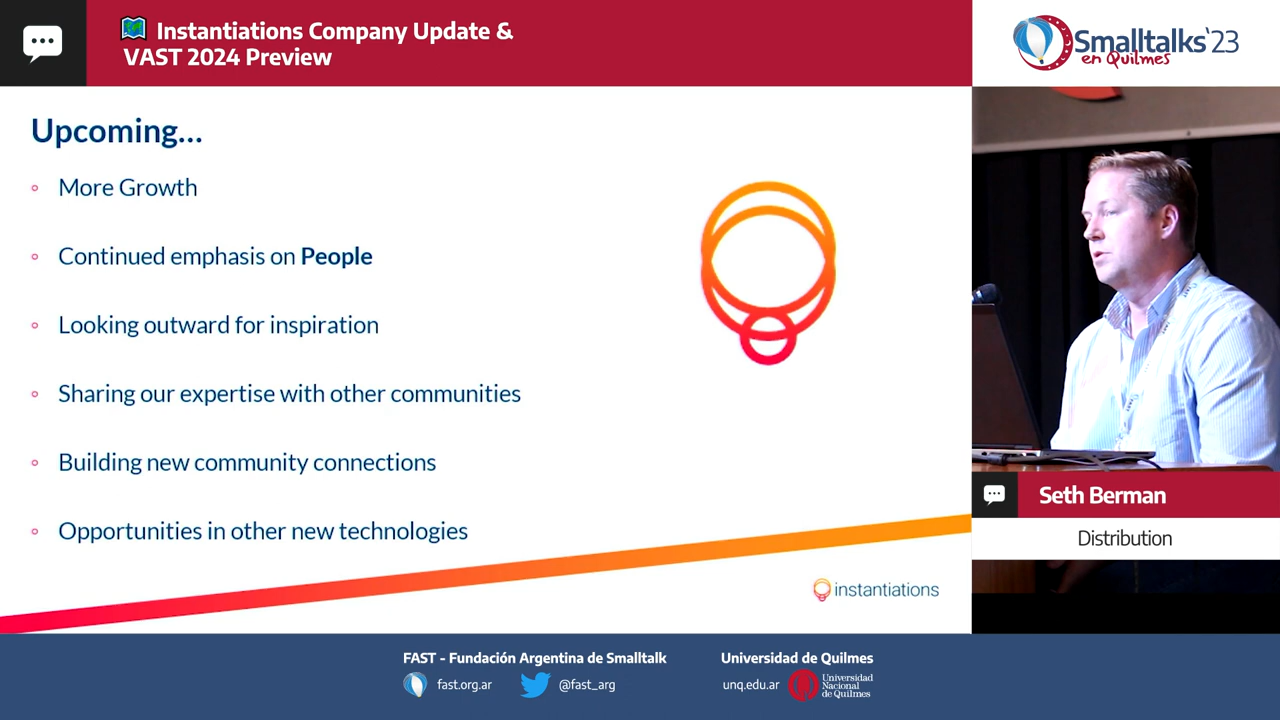 Instantiations Company Update &
VAST 2024 Preview
Smalltalks'23
en Quilmes
Upcoming...
More Growth
Continued emphasis on People
Looking outward for inspiration
Sharing our expertise with other communities
Building new community connections
Opportunities in other new technologies
instantiations
Seth Berman
Distribution
FAST - Fundación Argentina de Smalltalk
fast.org.ar
@fast_arg
Universidad de Quilmes
unq.edu.ar
Universidad
Nacional
de Quilmes